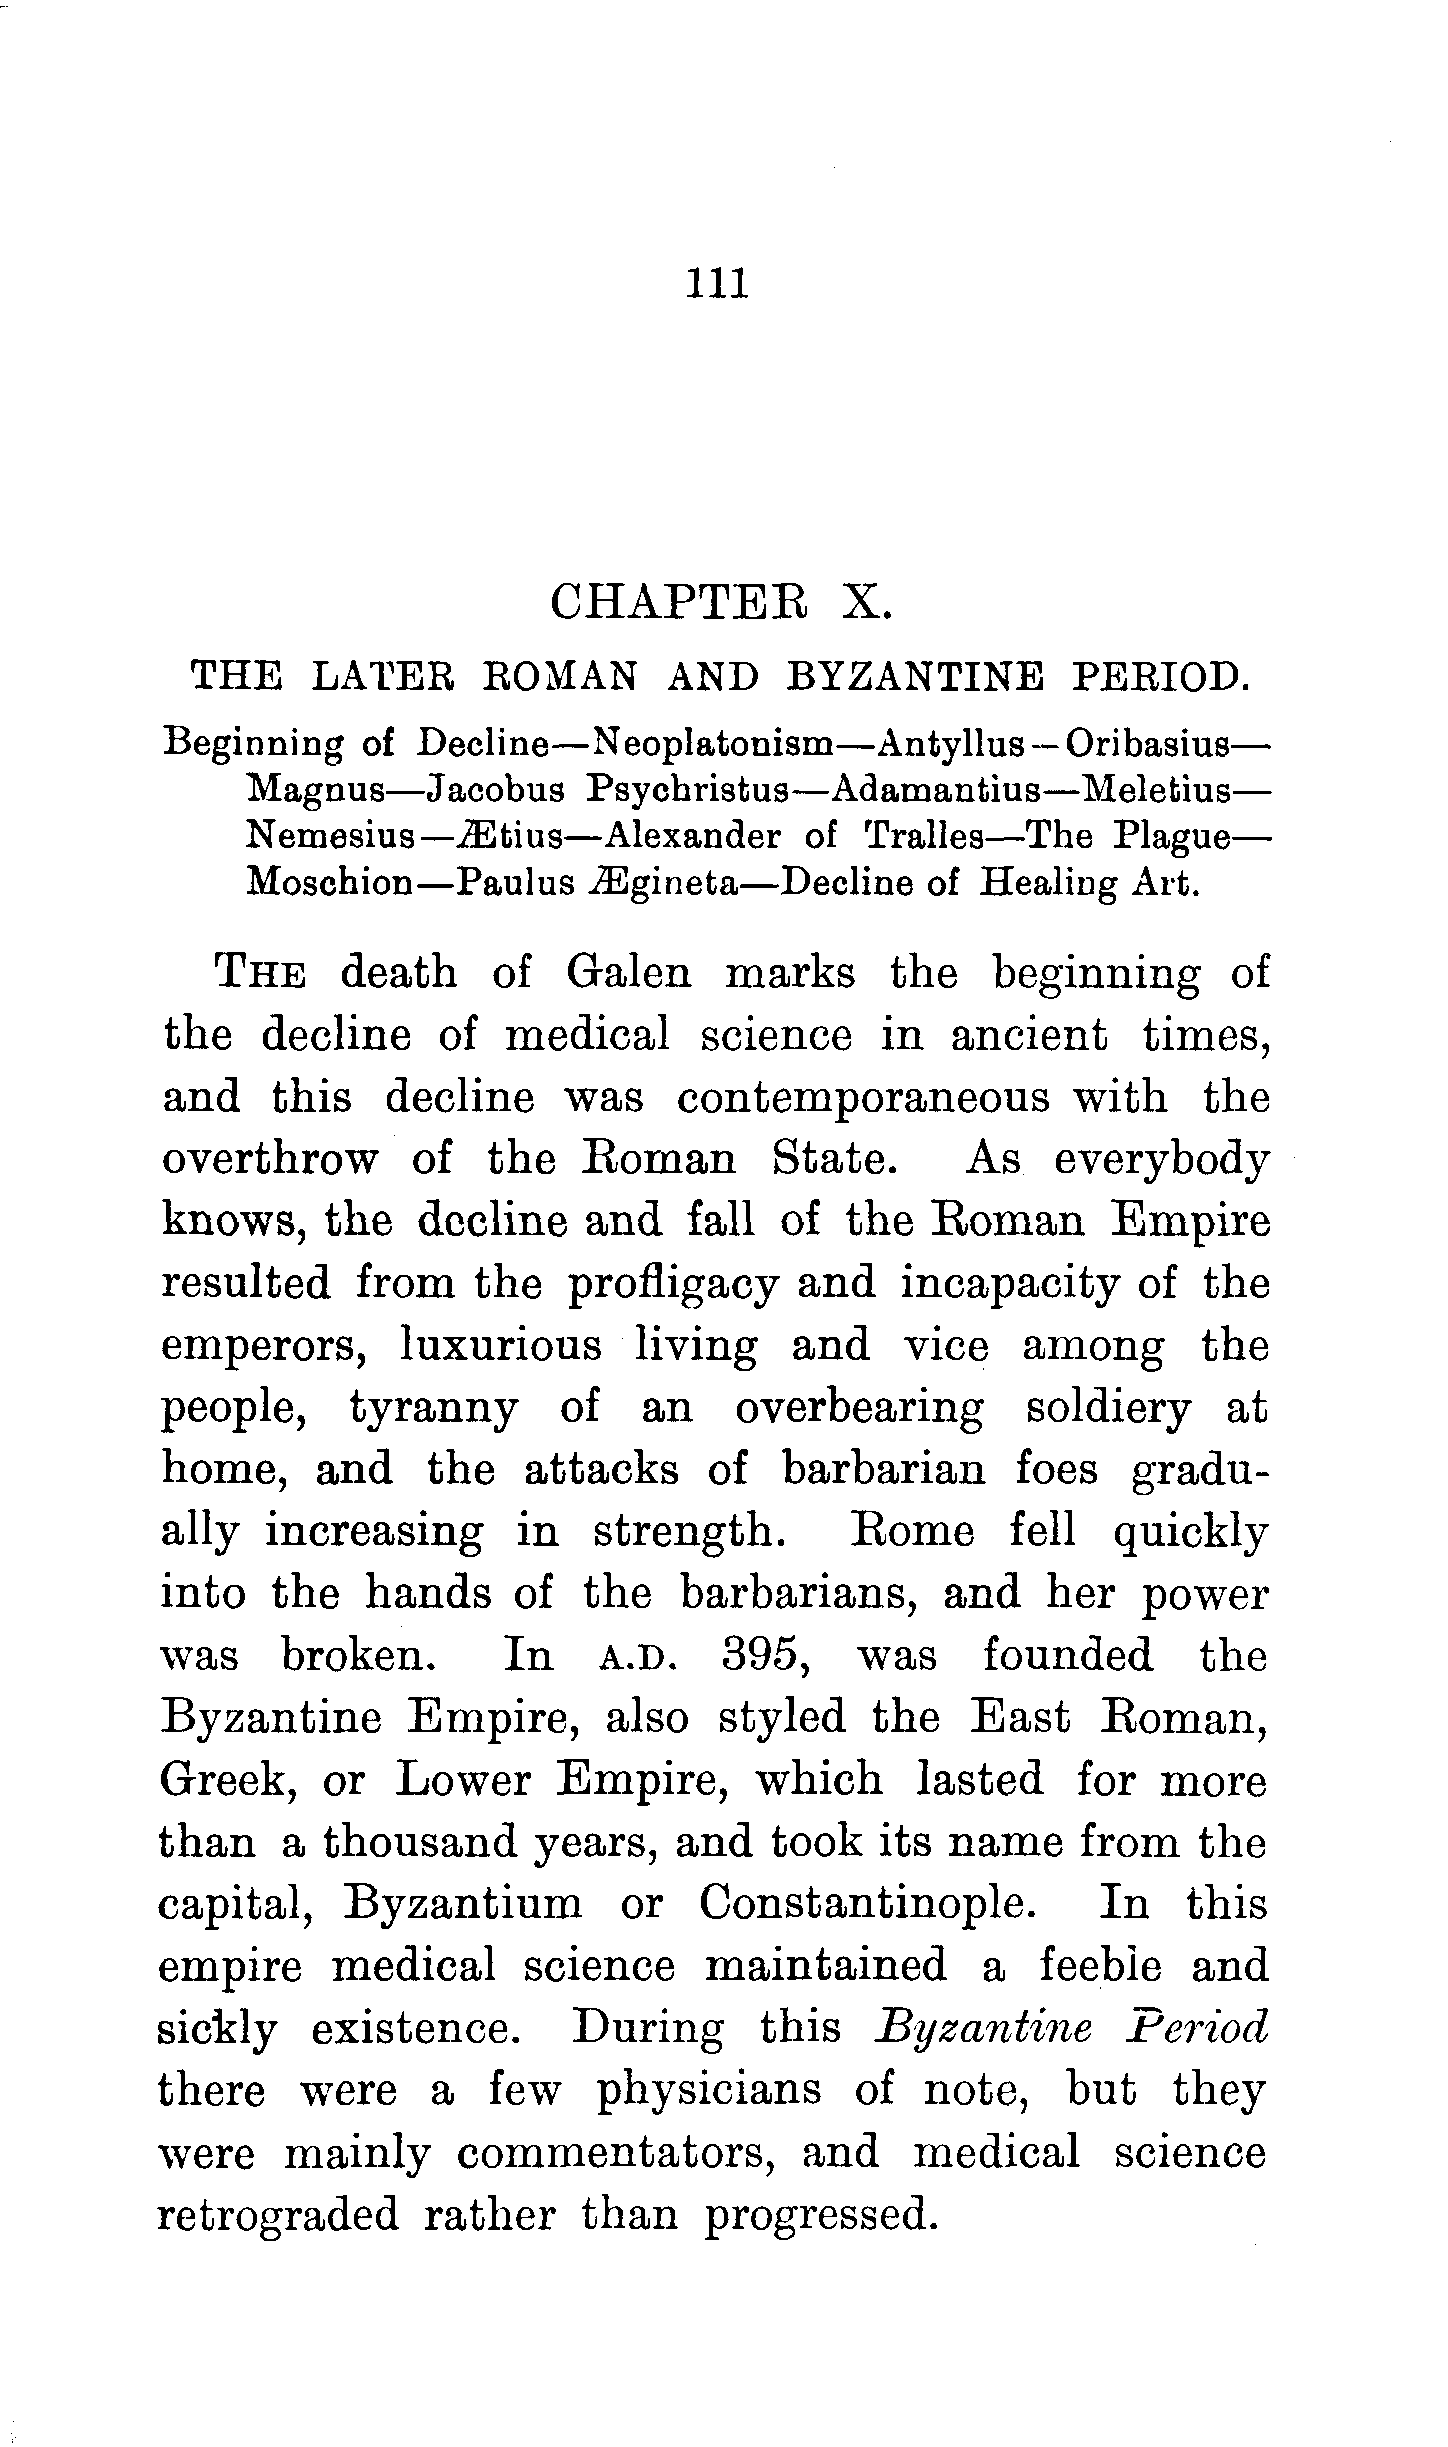 111
CHAPTER X.
THE LATER ROMAN AND BYZANTINE PERIOD.
Beginning of Decline—Neoplatonism—Antyllus—Oribasius—
Magnus—Jacobus Psychristus—Adamantius—Meletius—
Nemesius—Ætius—Alexander of Tralles—The Plague—
Moschion—Paulus Ægineta—Decline of Healing Art.
THE death of Galen marks the beginning of
the decline of medical science in ancient times,
and this decline was contemporaneous with the
overthrow of the Roman State. As everybody
knows, the decline and fall of the Roman Empire
resulted from the profligacy and incapacity of the
emperors, luxurious living and vice among the
people, tyranny of an overbearing soldiery at
home, and the attacks of barbarian foes gradu-
ally increasing in strength. Rome fell quickly
into the hands of the barbarians, and her power
was broken. In A.D. 395, was founded the
Byzantine Empire, also styled the East Roman,
Greek, or Lower Empire, which lasted for more
than a thousand years, and took its name from the
capital, Byzantium or Constantinople. In this
empire medical science maintained a feeble and
sickly existence. During this Byzantine Period
there were a few physicians of note, but they
were mainly commentators, and medical science
retrograded rather than progressed.